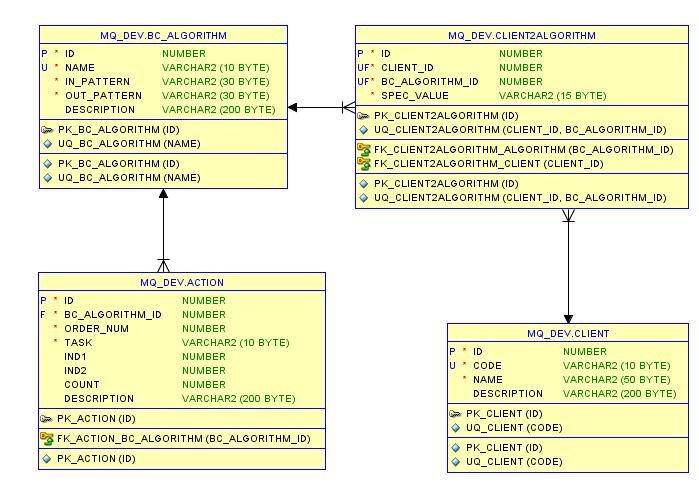 MQ_DEV.BC_ALGORITHM
P * ID NUMBER
U * NAME VARCHAR2 (10 BYTE)
* IN_PATTERN VARCHAR2 (30 BYTE)
* OUT_PATTERN VARCHAR2 (30 BYTE)
DESCRIPTION VARCHAR2 (200 BYTE)
PK_BC_ALGORITHM (ID)
UQ_BC_ALGORITHM (NAME)
PK_BC_ALGORITHM (ID)
UQ_BC_ALGORITHM (NAME)
MQ_DEV.CLIENT2ALGORITHM
P * ID NUMBER
UF* CLIENT_ID NUMBER
UF* BC_ALGORITHM_ID NUMBER
* SPEC_VALUE VARCHAR2 (15 BYTE)
PK_CLIENT2ALGORITHM (ID)
UQ_CLIENT2ALGORITHM (CLIENT_ID, BC_ALGORITHM_ID)
FK_CLIENT2ALGORITHM_ALGORITHM (BC_ALGORITHM_ID)
FK_CLIENT2ALGORITHM_CLIENT (CLIENT_ID)
PK_CLIENT2ALGORITHM (ID)
UQ_CLIENT2ALGORITHM (CLIENT_ID, BC_ALGORITHM_ID)
MQ_DEV.ACTION
P * ID NUMBER
F * BC_ALGORITHM_ID NUMBER
* ORDER_NUM NUMBER
* TASK VARCHAR2 (10 BYTE)
IND1 NUMBER
IND2 NUMBER
COUNT NUMBER
DESCRIPTION VARCHAR2 (200 BYTE)
PK_ACTION (ID)
FK_ACTION_BC_ALGORITHM (BC_ALGORITHM_ID)
PK_ACTION (ID)
MQ_DEV.CLIENT
P * ID NUMBER
U * CODE VARCHAR2 (10 BYTE)
* NAME VARCHAR2 (50 BYTE)
DESCRIPTION VARCHAR2 (200 BYTE)
PK_CLIENT (ID)
UQ_CLIENT (CODE)
PK_CLIENT (ID)
UQ_CLIENT (CODE)